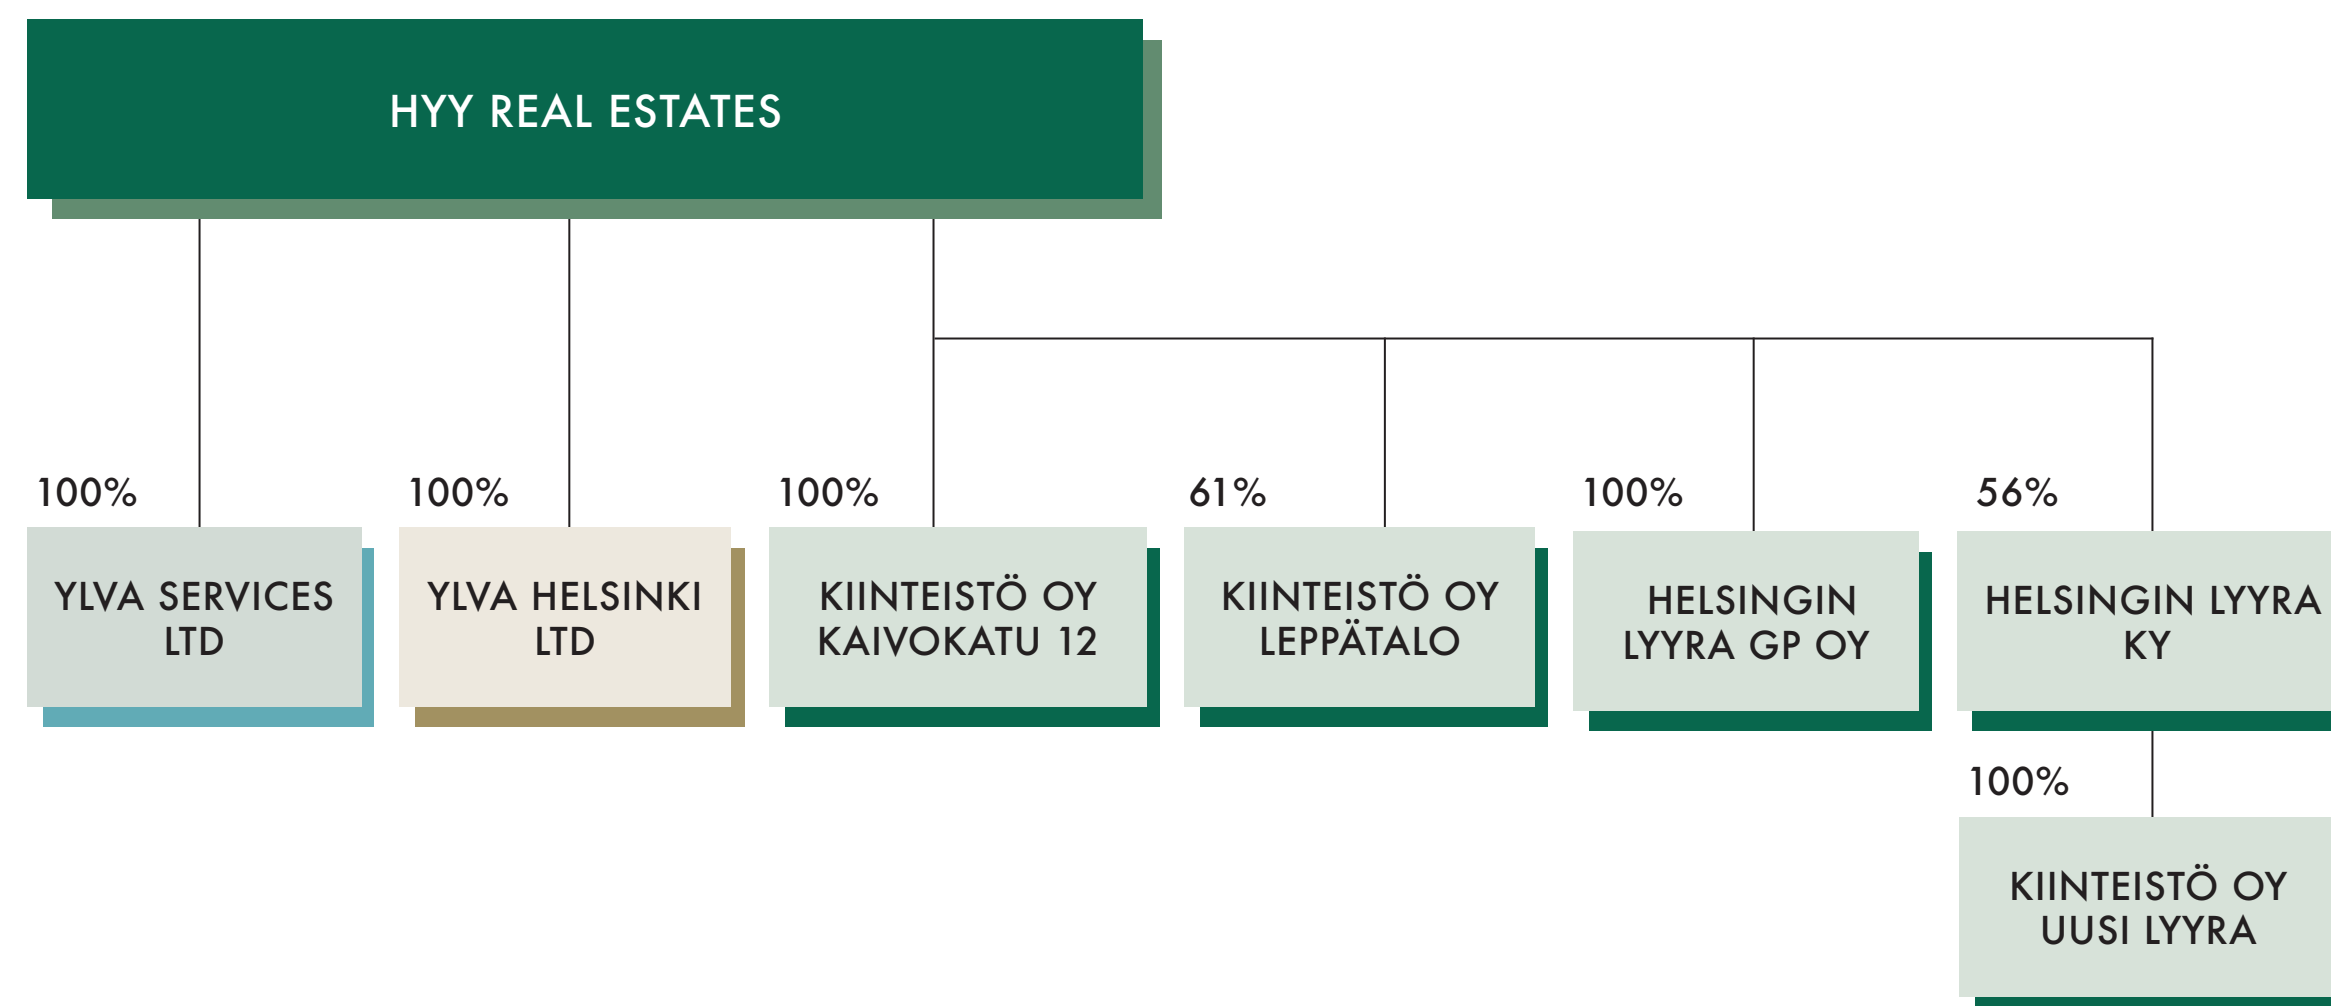 HYY REAL ESTATES
100%
100%
100%
61%
100%
56%
YLVA SERVICES
LTD
YLVA HELSINKI
LTD
KIINTEISTÖ OY
KAIVOKATU 12
KIINTEISTÖ OY
LEPPÄTALO
HELSINGIN
LYYRA GP OY
HELSINGIN LYYRA
KY
100%
KIINTEISTÖ OY
UUSI LYYRA